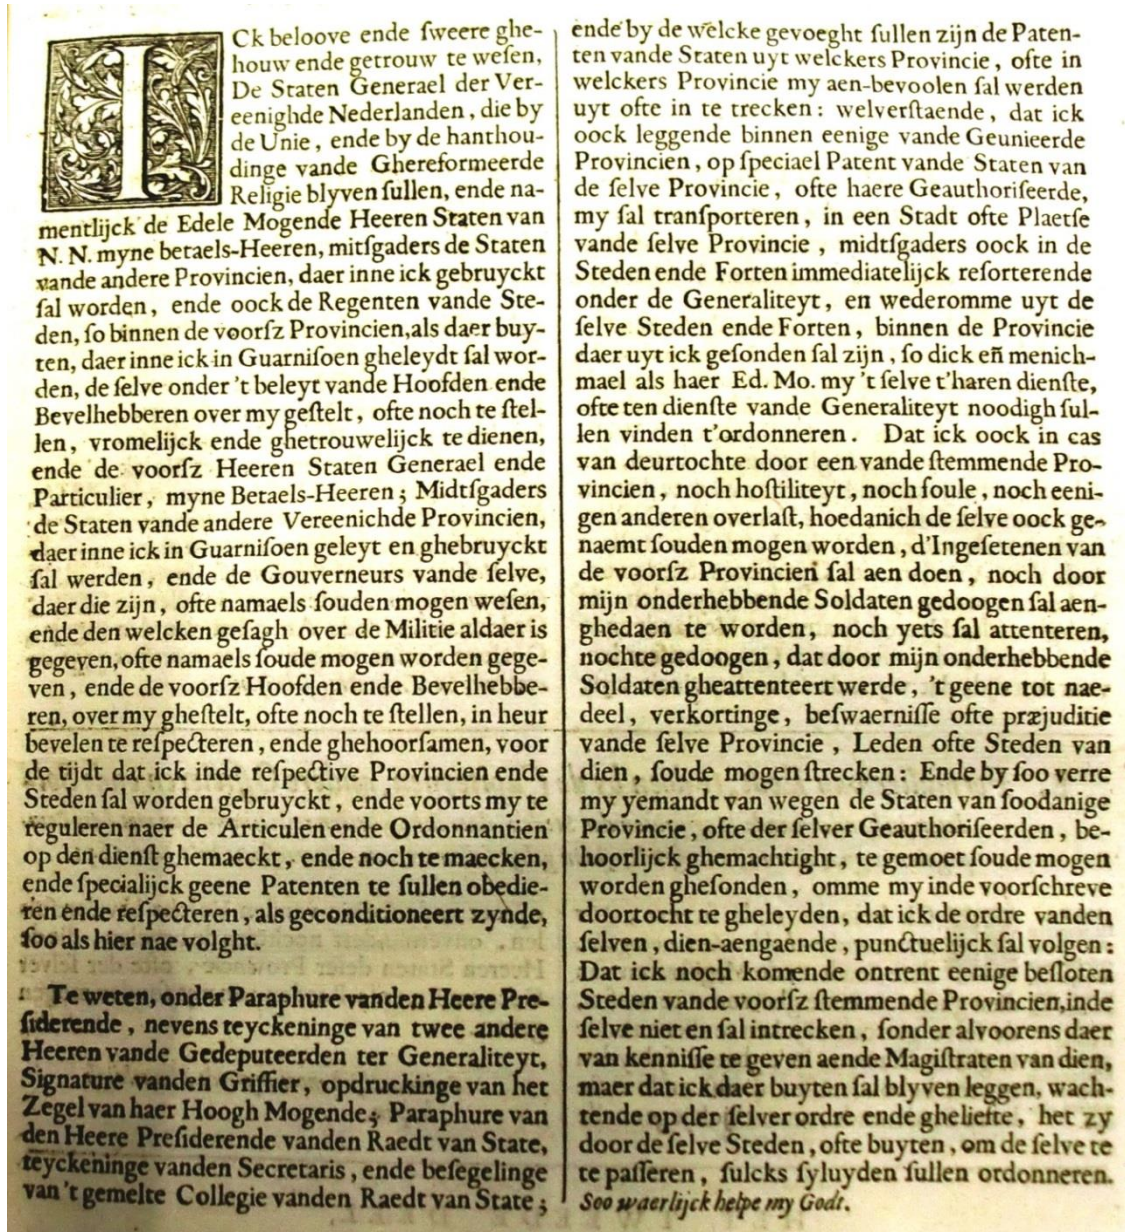 ICk beloove ende ſweere ghe-
houw ende getrouw te weſen,
De Staten Generael der Ver-
eenighde Nederlanden, die by
de Unie, ende by de hanthou-
dinge vande Ghereformeerde
Religie blyven ſullen, ende na-
mentlijck de Edele Mogende Heeren Staten van
N. N. myne betaels-Heeren, mitſgaders de Staten
vande andere Provincien, daer inne ick gebruyckt
ſal worden, ende oock de Regenten vande Ste-
den, ſo binnen de voorſz Provincien, als daer buy-
ten, daer inne ick in Guarniſoen gheleydt ſal wor-
den, de ſelve onder 't beleyt vande Hoofden ende
Bevelhebberen over my geſtelt, ofte noch te ſtel-
len, vromelijck ende ghetrouwelijck te dienen,
ende de voorſz Heeren Staten Generael ende
Particulier, myne Betaels-Heeren; Midtſgaders
de Staten vande andere Vereenichde Provincien,
daer inne ick in Guarniſoen geleyt en ghebruyckt
ſal werden, ende de Gouverneurs vande ſelve,
daer die zijn, ofte namaels ſouden mogen weſen,
ende den welcken geſagh over de Militie aldaer is
gegeven, ofte namaels ſoude mogen worden gege-
ven, ende de voorſz Hoofden ende Bevelhebbe-
ren, over my gheſtelt, ofte noch te ſtellen, in heur
bevelen te reſpecteren, ende ghehoorſamen, voor
de tijdt dat ick inde reſpective Provincien ende
Steden ſal worden gebruyckt, ende voorts my te
reguleren naer de Articulen ende Ordonnantien
op den dienſt ghemaeckt, ende noch te maecken,
ende ſpecialijck geene Patenten te ſullen obedie-
ren ende reſpecteren, als geconditioneert zynde,
ſoo als hier nae volght.
Te weten, onder Paraphure vanden Heere Pre-
ſiderende, nevens teyckeninge van twee andere
Heeren vande Gedeputeerden ter Generaliteyt,
Signature vanden Griffier, opdruckinge van het
Zegel van haer Hoogh Mogende; Paraphure van
den Heere Preſiderende vanden Raedt van State,
teyckeninge vanden Secretaris, ende beſegelinge
van 't gemelte Collegie vanden Raedt van State;
ende by de welcke gevoeght ſullen zijn de Paten-
ten vande Staten uyt welckers Provincie, ofte in
welckers Provincie my aen-bevoolen ſal werden
uyt ofte in te trecken: welverſtaende, dat ick
oock leggende binnen eenige vande Geunieerde
Provincien, op ſpeciael Patent vande Staten van
de ſelve Provincie, ofte haere Geauthoriſeerde,
my ſal tranſporteren, in een Stadt ofte Plaetſe
vande ſelve Provincie, midtſgaders oock in de
Steden ende Forten immediatelijck reſorterende
onder de Generaliteyt, en wederomme uyt de
ſelve Steden ende Forten, binnen de Provincie
daer uyt ick geſonden ſal zijn, ſo dick en̄ menich-
mael als haer Ed. Mo. my 't ſelve t'haren dienſte,
ofte ten dienſte vande Generaliteyt noodigh ſul-
len vinden t'ordonneren. Dat ick oock in cas
van deurtochte door een vande ſtemmende Pro-
vincien, noch hoſtiliteyt, noch foule, noch eeni-
gen anderen overlaſt, hoedanich de ſelve oock ge-
naemt ſouden mogen worden, d'Ingeſetenen van
de voorſz Provincien ſal aen doen, noch door
mijn onderhebbende Soldaten gedoogen ſal aen-
ghedaen te worden, noch yets ſal attenteren,
nochte gedoogen, dat door mijn onderhebbende
Soldaten gheattenteert werde, 't geene tot nae-
deel, verkortinge, beſwaerniſſe ofte præjuditie
vande ſelve Provincie, Leden ofte Steden van
dien, ſoude mogen ſtrecken: Ende by ſoo verre
my yemandt van wegen de Staten van ſoodanige
Provincie, ofte der ſelver Geauthoriſeerden, be-
hoorlijck ghemachtight, te gemoet ſoude mogen
worden gheſonden, omme my inde voorſchreve
doortocht te gheleyden, dat ick de ordre vanden
ſelven, dien-aengaende, punctuelijck ſal volgen:
Dat ick noch komende ontrent eenige beſloten
Steden vande voorſz ſtemmende Provincien, inde
ſelve niet en ſal intrecken, ſonder alvoorens daer
van kenniſſe te geven aende Magiſtraten van dien,
maer dat ick daer buyten ſal blyven leggen, wach-
tende op der ſelver ordre ende gheliefte, het zy
door de ſelve Steden, ofte buyten, om de ſelve te
te paſſeren, ſulcks ſyluyden ſullen ordonneren.
Soo waerlijck helpe my Godt.